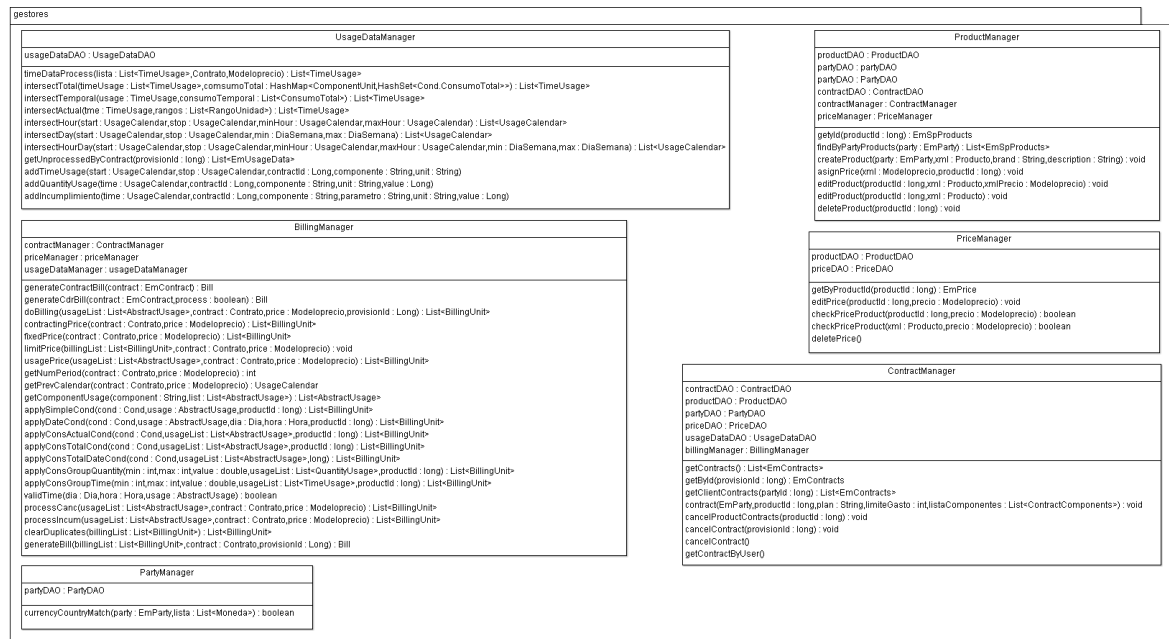 gestores
UsageDataManager
usageDataDAO : UsageDataDAO
timeDataProcess(lista : List<TimeUsage>,Contrato,Modeloprecio) : List<TimeUsage>
intersectTotal(timeUsage : List<TimeUsage>,comsumoTotal : HashMap<ComponentUnit,HashSet<Cond.ConsumoTotal>>) : List<TimeUsage>
intersectTemporal(usage : TimeUsage,consumoTemporal : List<ConsumoTotal>) : List<TimeUsage>
intersectActual(tme : TimeUsage,rangos : List<RangoUnidad>) : List<TimeUsage>
intersectHour(start : UsageCalendar,stop : UsageCalendar,minHour : UsageCalendar,maxHour : UsageCalendar) : List<UsageCalendar>
intersectDay(start : UsageCalendar,stop : UsageCalendar,min : DiaSemana,max : DiaSemana) : List<UsageCalendar>
intersectHourDay(start : UsageCalendar,stop : UsageCalendar,minHour : UsageCalendar,maxHour : UsageCalendar,min : DiaSemana,max : DiaSemana) : List<UsageCalendar>
getUnprocessedByContract(provisionId : long) : List<EmUsageData>
addTimeUsage(start : UsageCalendar,stop : UsageCalendar,contractId : Long,componente : String,unit : String)
addQuantityUsage(time : UsageCalendar,contractId : Long,componente : String,unit : String,value : Long)
addIncumplimiento(time : UsageCalendar,contractId : Long,componente : String,parametro : String,unit : String,value : Long)
BillingManager
contractManager : ContractManager
priceManager : priceManager
usageDataManager : usageDataManager
generateContractBill(contract : EmContract) : Bill
generateCdrBill(contract : EmContract,process : boolean) : Bill
doBilling(usageList : List<AbstractUsage>,contract : Contrato,price : Modeloprecio,provisionId : Long) : List<BillingUnit>
contractingPrice(contract : Contrato,price : Modeloprecio) : List<BillingUnit>
fixedPrice(contract : Contrato,price : Modeloprecio) : List<BillingUnit>
limitPrice(billingList : List<BillingUnit>,contract : Contrato,price : Modeloprecio) : void
usagePrice(usageList : List<AbstractUsage>,contract : Contrato,price : Modeloprecio) : List<BillingUnit>
getNumPeriod(contract : Contrato,price : Modeloprecio) : int
getPrevCalendar(contract : Contrato,price : Modeloprecio) : UsageCalendar
getComponentUsage(component : String,list : List<AbstractUsage>) : List<AbstractUsage>
applySimpleCond(cond : Cond,usage : AbstractUsage,productId : long) : List<BillingUnit>
applyDateCond(cond : Cond,usage : AbstractUsage,dia : Dia,hora : Hora,productId : long) : List<BillingUnit>
applyConsActualCond(cond : Cond,usageList : List<AbstractUsage>,productId : long) : List<BillingUnit>
applyConsTotalCond(cond : Cond,usageList : List<AbstractUsage>,productId : long) : List<BillingUnit>
applyConsTotalDateCond(cond : Cond,usageList : List<AbstractUsage>,long) : List<BillingUnit>
applyConsGroupQuantity(min : int,max : int,value : double,usageList : List<QuantityUsage>,productId : long) : List<BillingUnit>
applyConsGroupTime(min : int,max : int,value : double,usageList : List<TimeUsage>,productId : long) : List<BillingUnit>
validTime(dia : Dia,hora : Hora,usage : AbstractUsage) : boolean
processCanc(usageList : List<AbstractUsage>,contract : Contrato,price : Modeloprecio) : List<BillingUnit>
processIncum(usageList : List<AbstractUsage>,contract : Contrato,price : Modeloprecio) : List<BillingUnit>
clearDuplicates(billingList : List<BillingUnit>) : List<BillingUnit>
generateBill(billingList : List<BillingUnit>,contract : Contrato,provisionId : Long) : Bill
PartyManager
partyDAO : PartyDAO
currencyCountryMatch(party : EmParty,lista : List<Moneda>) : boolean
ProductManager
productDAO : ProductDAO
partyDAO : partyDAO
partyDAO : PartyDAO
contractDAO : ContractDAO
contractManager : ContractManager
priceManager : PriceManager
getyId(productId : long) : EmSpProducts
findByPartyProducts(party : EmParty) : List<EmSpProducts>
createProduct(party : EmParty,xml : Producto,brand : String,description : String) : void
asignPrice(xml : Modeloprecio,productId : long) : void
editProduct(productId : long,xml : Producto,xmlPrice : Modeloprecio) : void
editProduct(productId : long,xml : Producto) : void
deleteProduct(productId : long) : void
PriceManager
productDAO : ProductDAO
priceDAO : PriceDAO
getByProductId(productId : long) : EmPrice
editPrice(productId : long,precio : Modeloprecio) : void
checkPriceProduct(productId : long,precio : Modeloprecio) : boolean
checkPriceProduct(xml : Producto,precio : Modeloprecio) : boolean
deletePrice()
ContractManager
contractDAO : ContractDAO
productDAO : ProductDAO
partyDAO : PartyDAO
priceDAO : PriceDAO
usageDataDAO : UsageDataDAO
billingManager : BillingManager
getContracts() : List<EmContracts>
getById(provisionId : long) : EmContracts
getClientContracts(partyId : long) : List<EmContracts>
contract(EmParty,productId : long,plan : String,limiteGasto : int,listaComponentes : List<ContractComponents>) : void
cancelProductContracts(productId : long) : void
cancelContract(provisionId : long) : void
cancelContract()
getContractByUser()